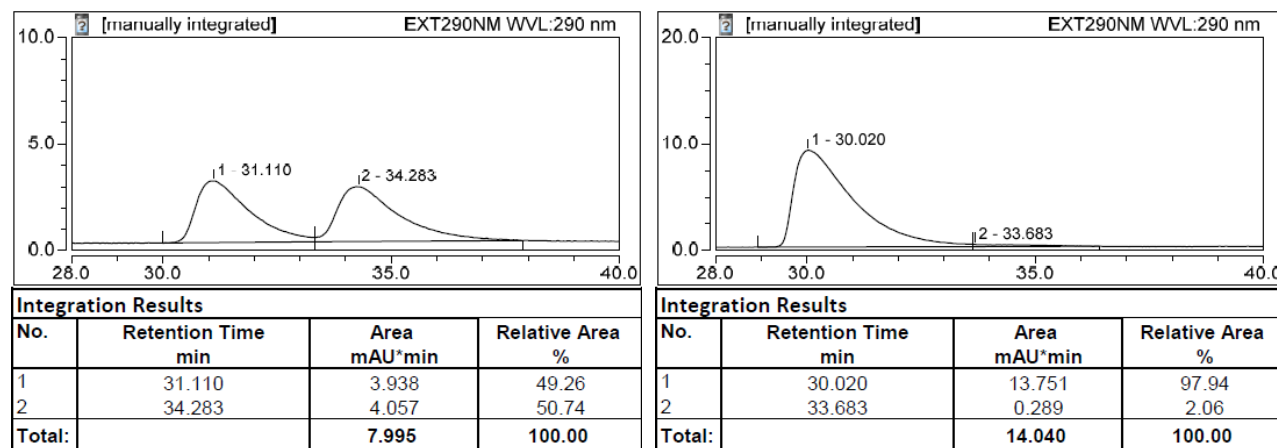 [manually integrated] EXT290NM WVL:290 nm
10.0
5.0
0.0
1 - 31.110
2 - 34.283
28.0 30.0 35.0 40.0
Integration Results
No. Retention Time Area Relative Area
min mAU*min %
1 31.110 3.938 49.26
2 34.283 4.057 50.74
Total: 7.995 100.00
[manually integrated] EXT290NM WVL:290 nm
20.0
10.0
0.0
1 - 30.020
2 - 33.683
28.0 30.0 35.0 40.0
Integration Results
No. Retention Time Area Relative Area
min mAU*min %
1 30.020 13.751 97.94
2 33.683 0.289 2.06
Total: 14.040 100.00